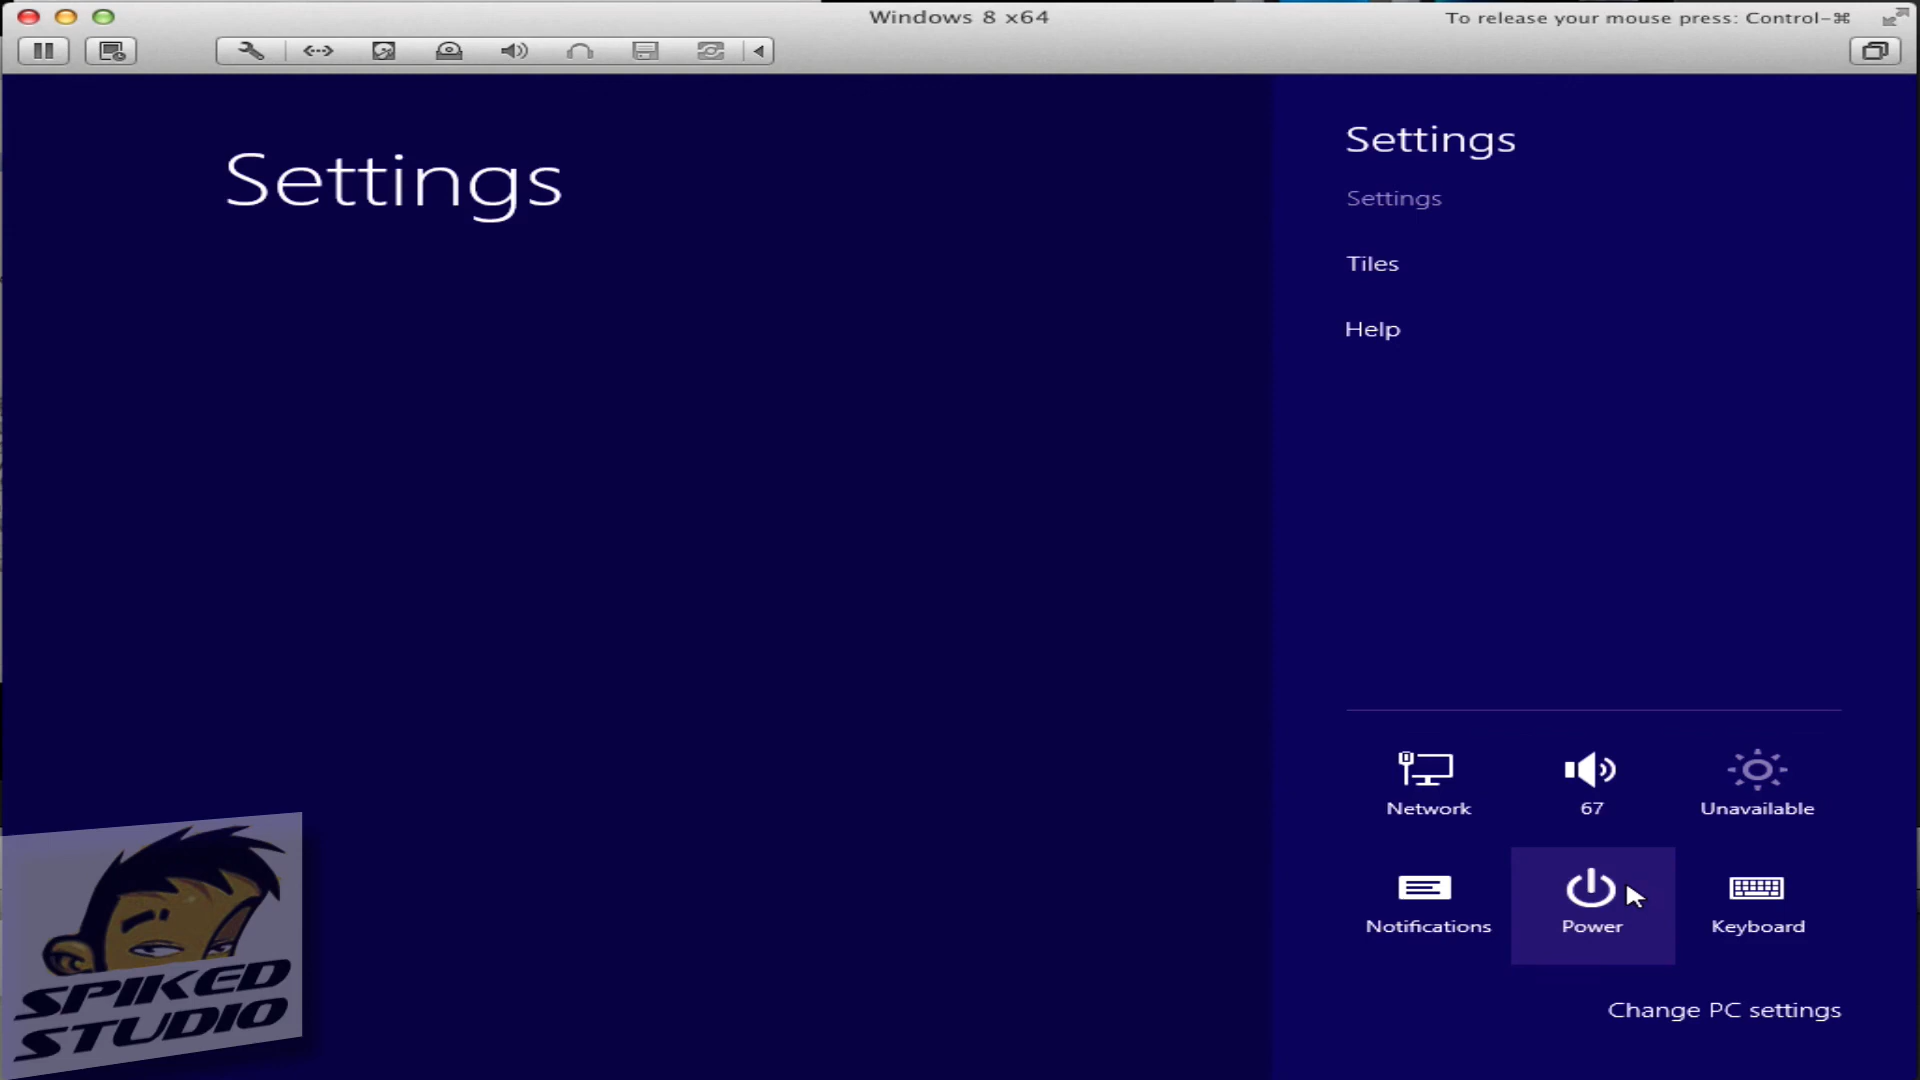 Windows 8 x64
To release your mouse press: Control-⌘
Settings
Settings
Settings
Tiles
Help
Network
67
Unavailable
Notifications
Power
Keyboard
Change PC settings
SPIKED
STUDIO